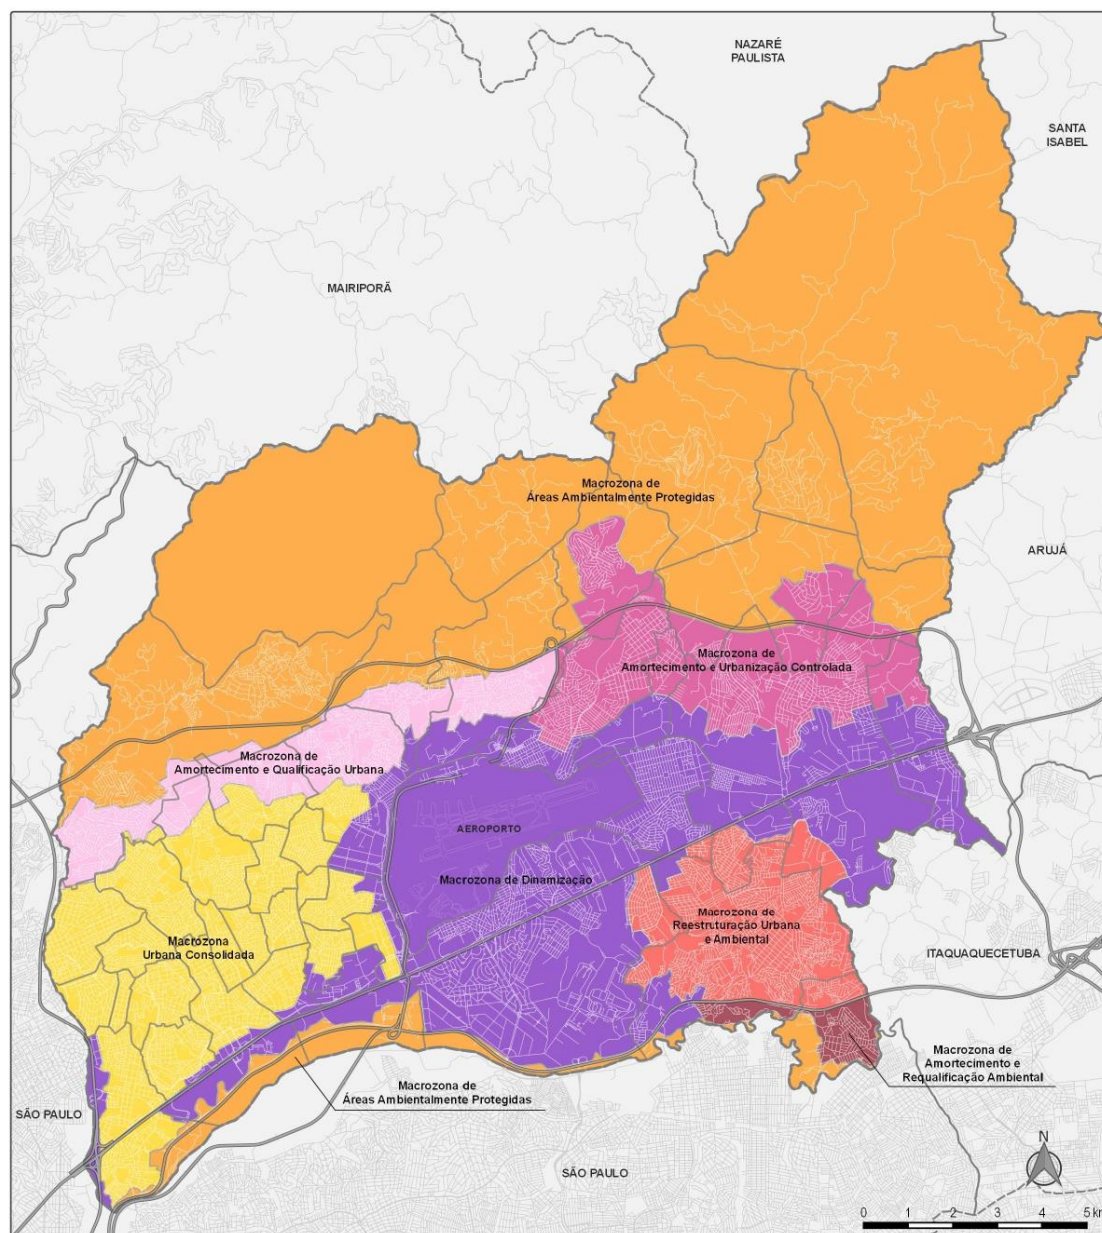 NAZARÉ
PAULISTA
SANTA
ISABEL
MAIRIPORÃ
Macrozona de
Áreas Ambientalmente Protegidas
ARUJÁ
Macrozona de
Amortecimento e Urbanização Controlada
Macrozona de
Amortecimento e Qualificação Urbana
AEROPORTO
Macrozona de Dinamização
Macrozona de
Reestruturação Urbana
e Ambiental
Macrozona
Urbana Consolidada
ITAQUAQUECETUBA
Macrozona de
Amortecimento e
Requalificação Ambiental
Macrozona de
Áreas Ambientalmente Protegidas
SÃO PAULO
SÃO PAULO
N
0 1 2 3 4 5 km